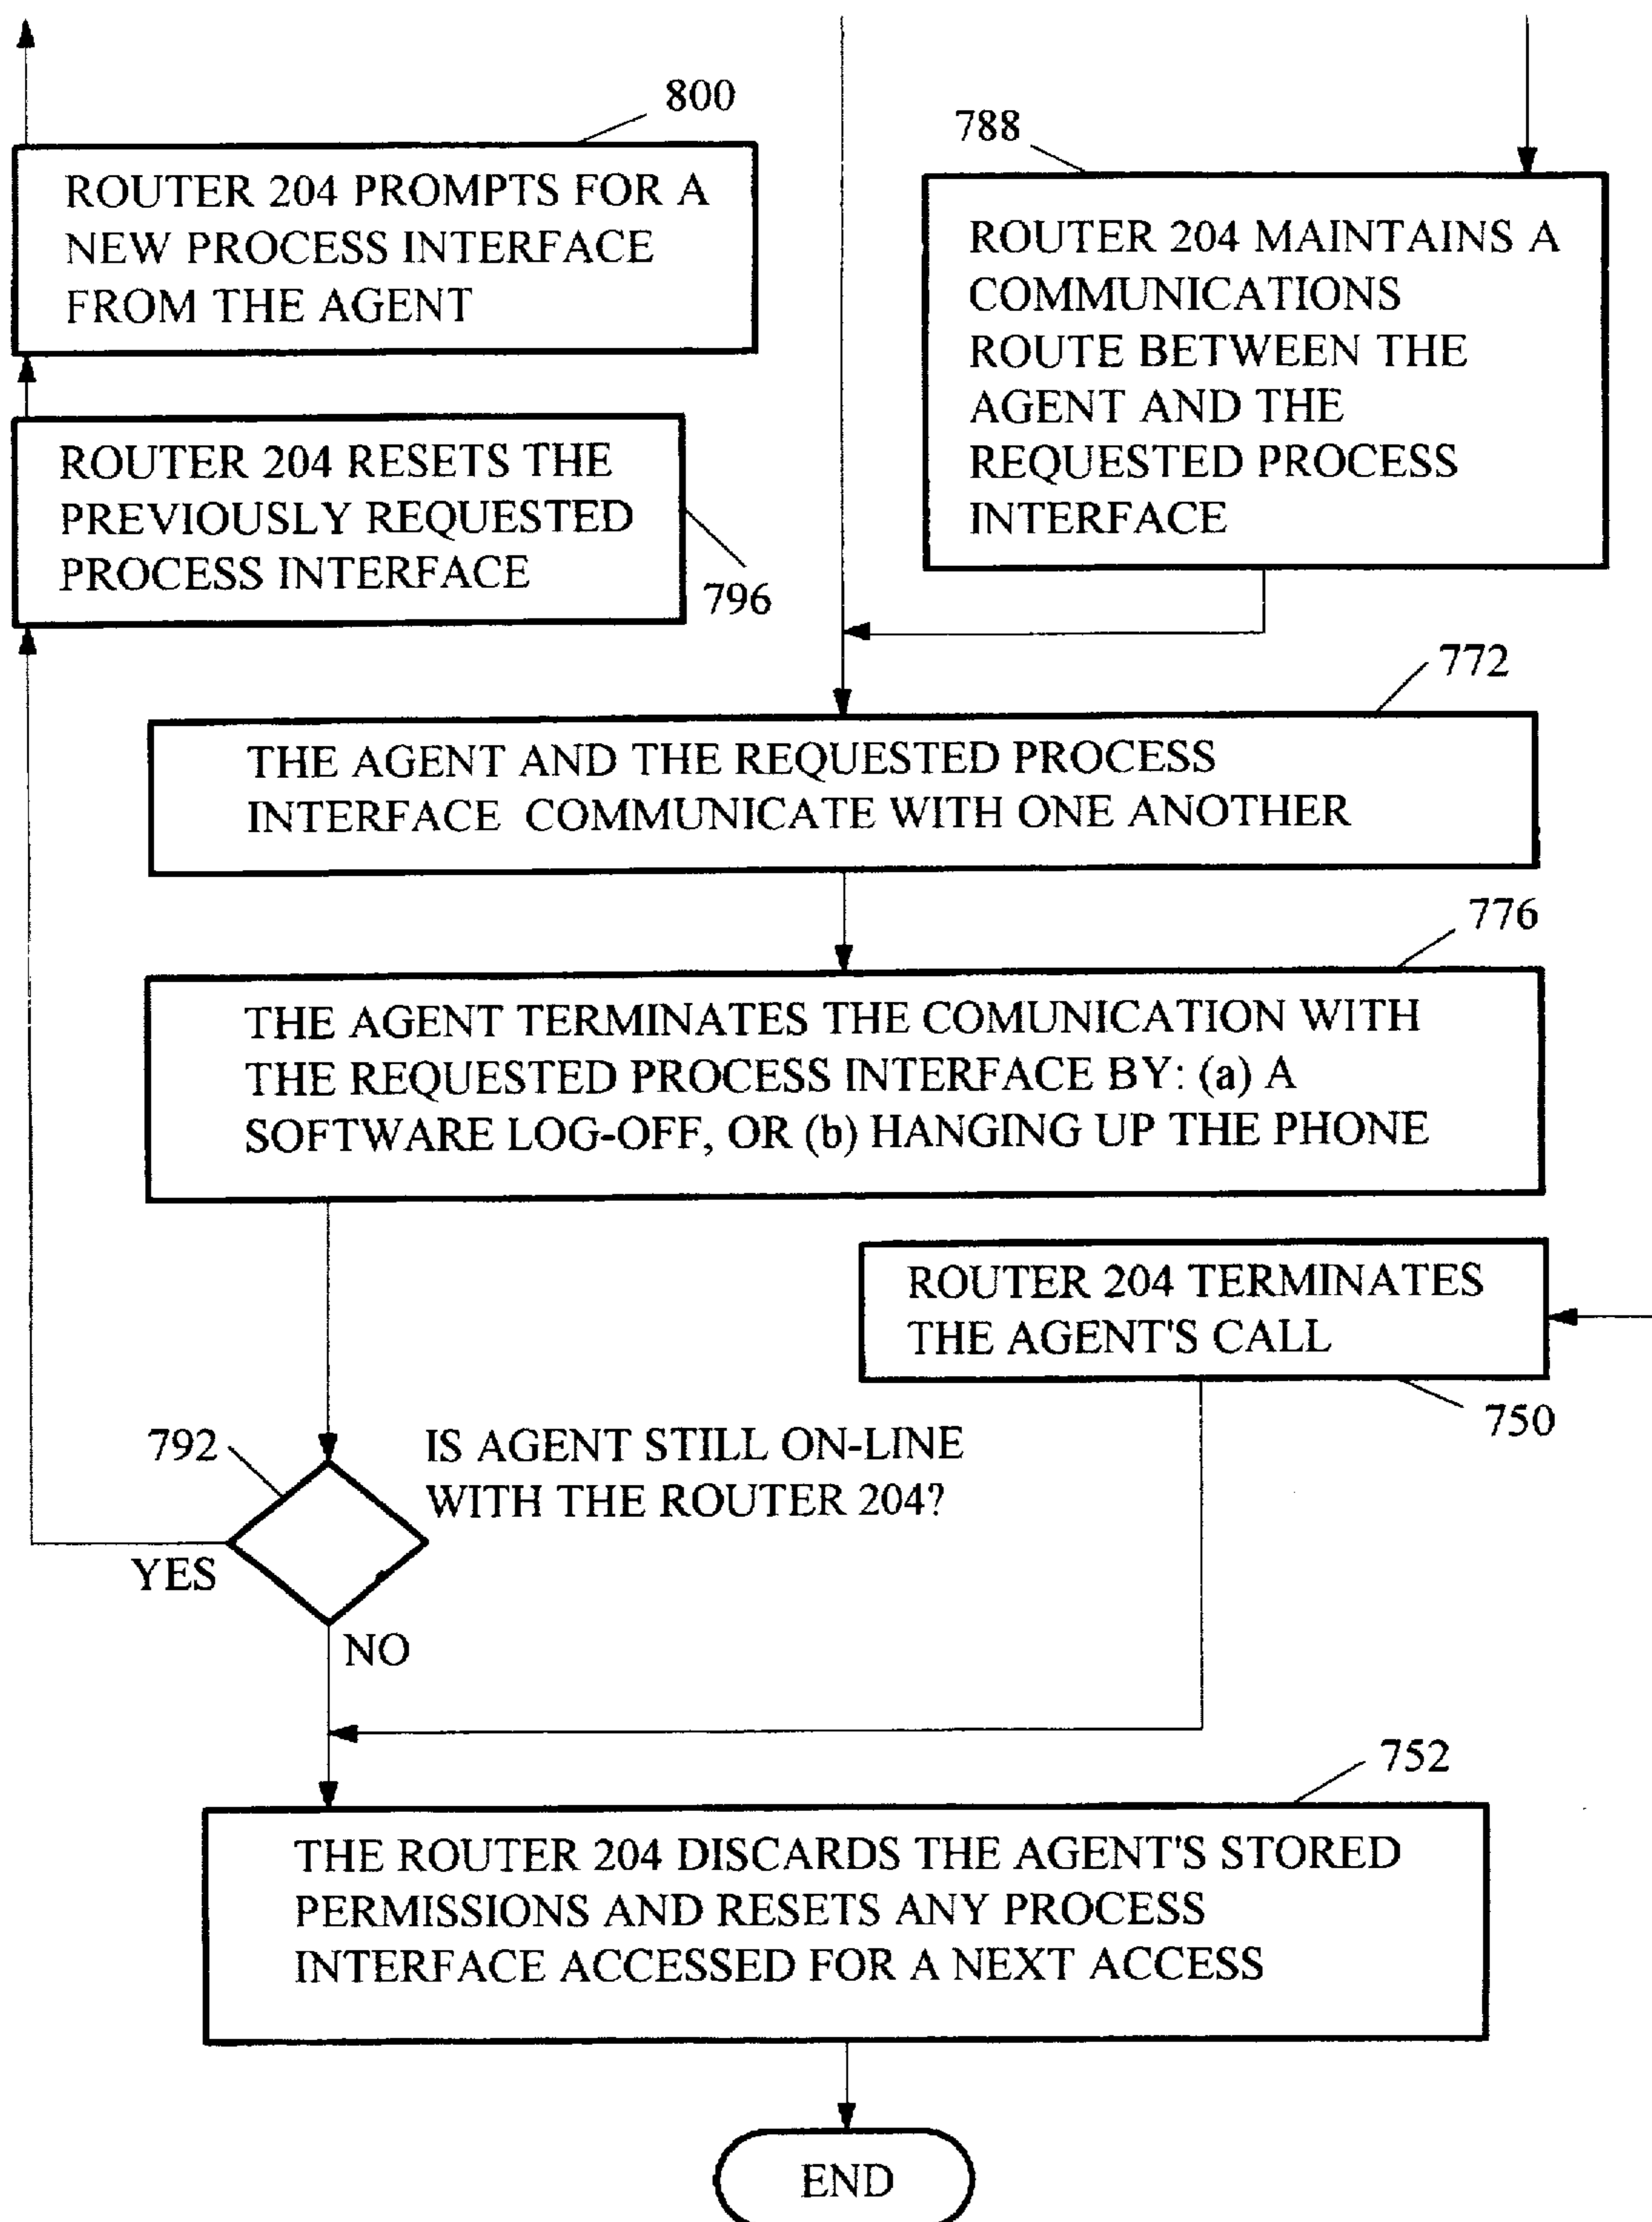 800
ROUTER 204 PROMPTS FOR A
NEW PROCESS INTERFACE
FROM THE AGENT
788
ROUTER 204 MAINTAINS A
COMMUNICATIONS
ROUTE BETWEEN THE
AGENT AND THE
REQUESTED PROCESS
INTERFACE
ROUTER 204 RESETS THE
PREVIOUSLY REQUESTED
PROCESS INTERFACE
796
772
THE AGENT AND THE REQUESTED PROCESS
INTERFACE COMMUNICATE WITH ONE ANOTHER
776
THE AGENT TERMINATES THE COMUNICATION WITH
THE REQUESTED PROCESS INTERFACE BY: (a) A
SOFTWARE LOG-OFF, OR (b) HANGING UP THE PHONE
ROUTER 204 TERMINATES
THE AGENT'S CALL
750
792
IS AGENT STILL ON-LINE
WITH THE ROUTER 204?
YES
NO
752
THE ROUTER 204 DISCARDS THE AGENT'S STORED
PERMISSIONS AND RESETS ANY PROCESS
INTERFACE ACCESSED FOR A NEXT ACCESS
END